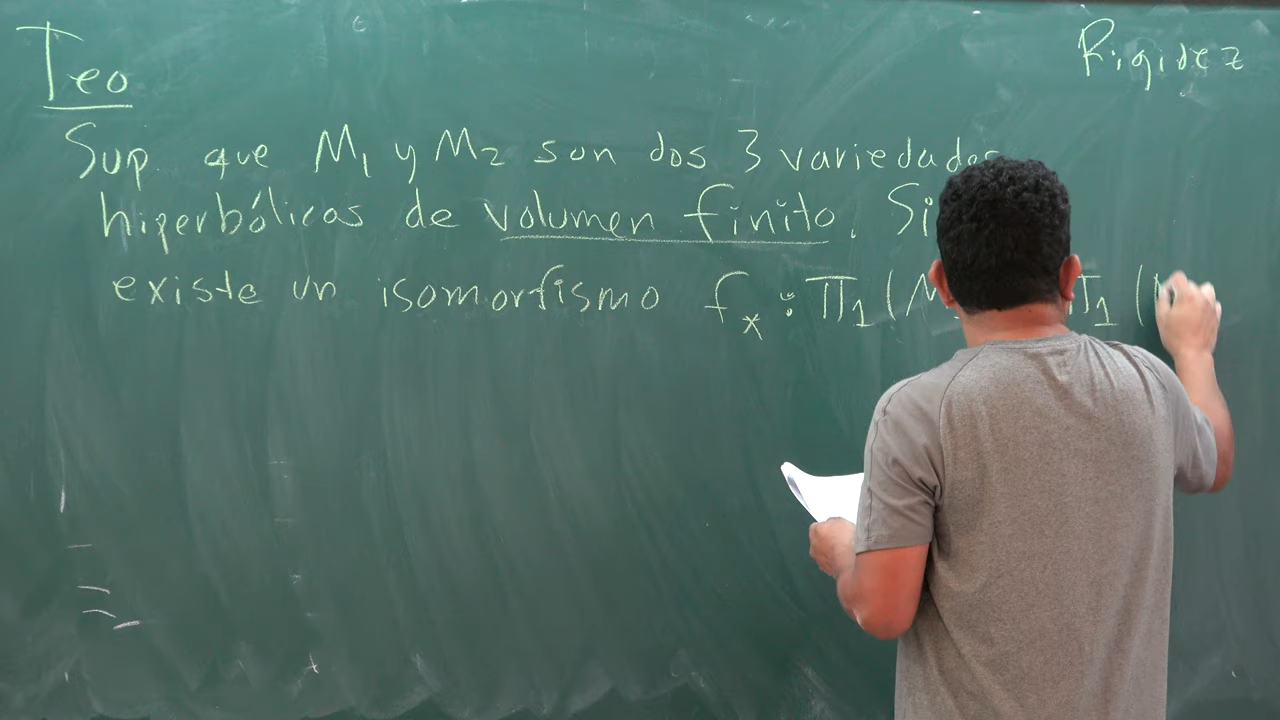 Teo
Rigidez
Sup. que M₁ y M₂ son dos 3 variedades
hiperbólicas de volumen finito. Si
existe un isomorfismo f* : π₁(M π₁ (